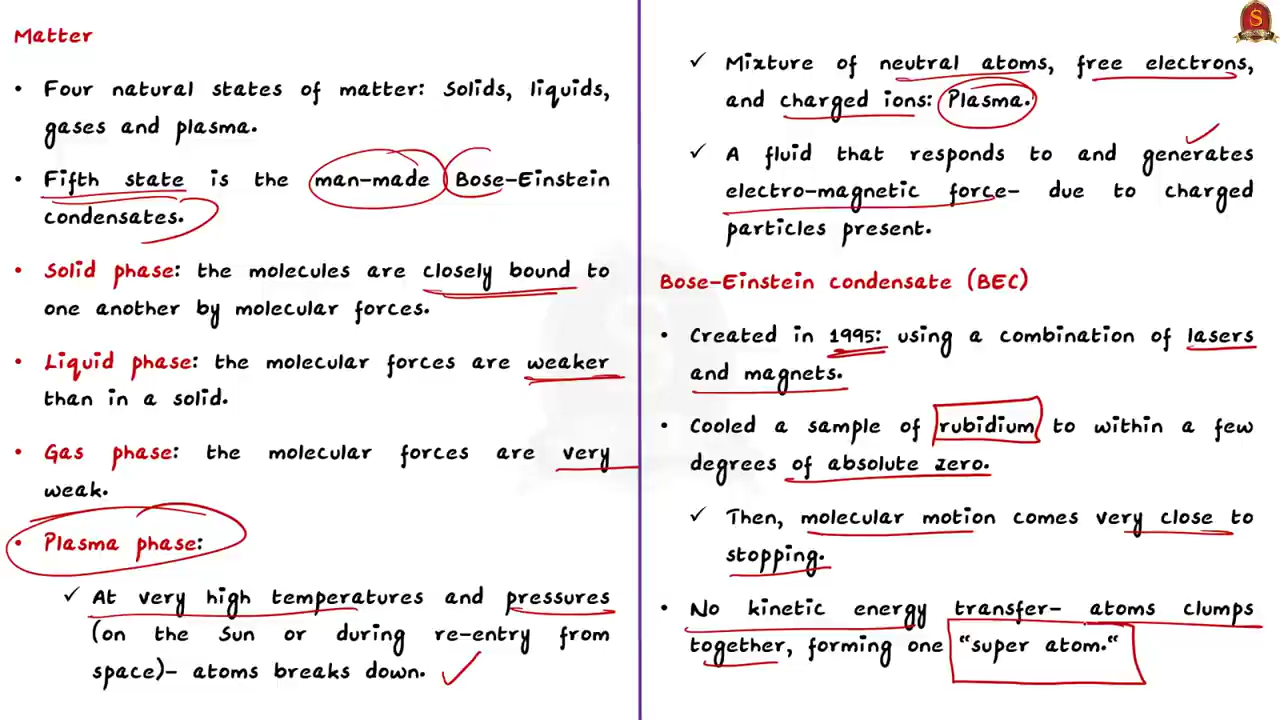 Matter
• Four natural states of matter: Solids, liquids,
gases and plasma.
• Fifth state is the man-made Bose-Einstein
condensates.
• Solid phase: the molecules are closely bound to
one another by molecular forces.
• Liquid phase: the molecular forces are weaker
than in a solid.
• Gas phase: the molecular forces are very
weak.
• Plasma phase:
✓ At very high temperatures and pressures
(on the Sun or during re-entry from
space)- atoms breaks down.
✓ Mixture of neutral atoms, free electrons,
and charged ions: Plasma.
✓ A fluid that responds to and generates
electro-magnetic force- due to charged
particles present.
Bose-Einstein condensate (BEC)
• Created in 1995: using a combination of lasers
and magnets.
• Cooled a sample of rubidium to within a few
degrees of absolute zero.
✓ Then, molecular motion comes very close to
stopping.
• No kinetic energy transfer- atoms clumps
together, forming one "super atom."